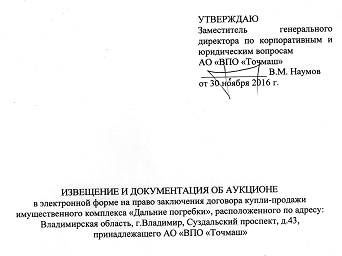 УТВЕРЖДАЮ
Заместитель генерального
директора по корпоративным и
юридическим вопросам
АО «ВПО «Точмаш»
В.М. Наумов
от 30 ноября 2016 г.
ИЗВЕЩЕНИЕ И ДОКУМЕНТАЦИЯ ОБ АУКЦИОНЕ
в электронной форме на право заключения договора купли-продажи
имущественного комплекса «Дальние погребки», расположенного по адресу:
Владимирская область, г.Владимир, Суздальский проспект, д.43,
принадлежащего АО «ВПО «Точмаш»